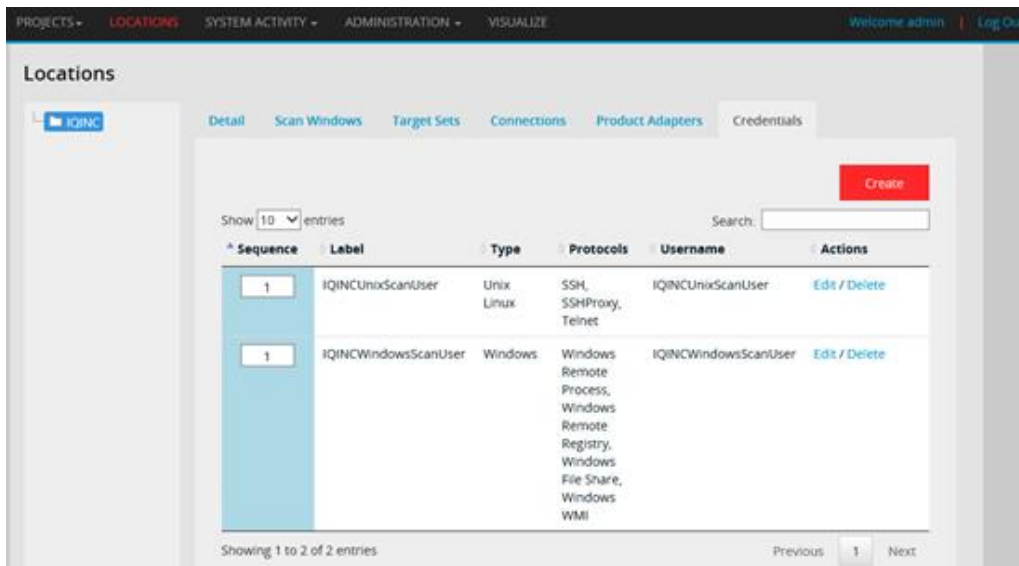 PROJECTS LOCATIONS SYSTEM ACTIVITY ADMINISTRATION VISUALIZE Welcome admin | Log Ou
Locations
IQINC
Detail Scan Windows Target Sets Connections Product Adapters Credentials
Create
Show 10 entries Search:
Sequence Label Type Protocols Username Actions
1 IQINCUnixScanUser Unix SSH, IQINCUnixScanUser Edit / Delete
Linux SSHProxy,
Telnet
1 IQINCWindowsScanUser Windows Windows IQINCWindowsScanUser Edit / Delete
Remote
Process,
Windows
Remote
Registry,
Windows
File Share,
Windows
WMI
Showing 1 to 2 of 2 entries Previous 1 Next